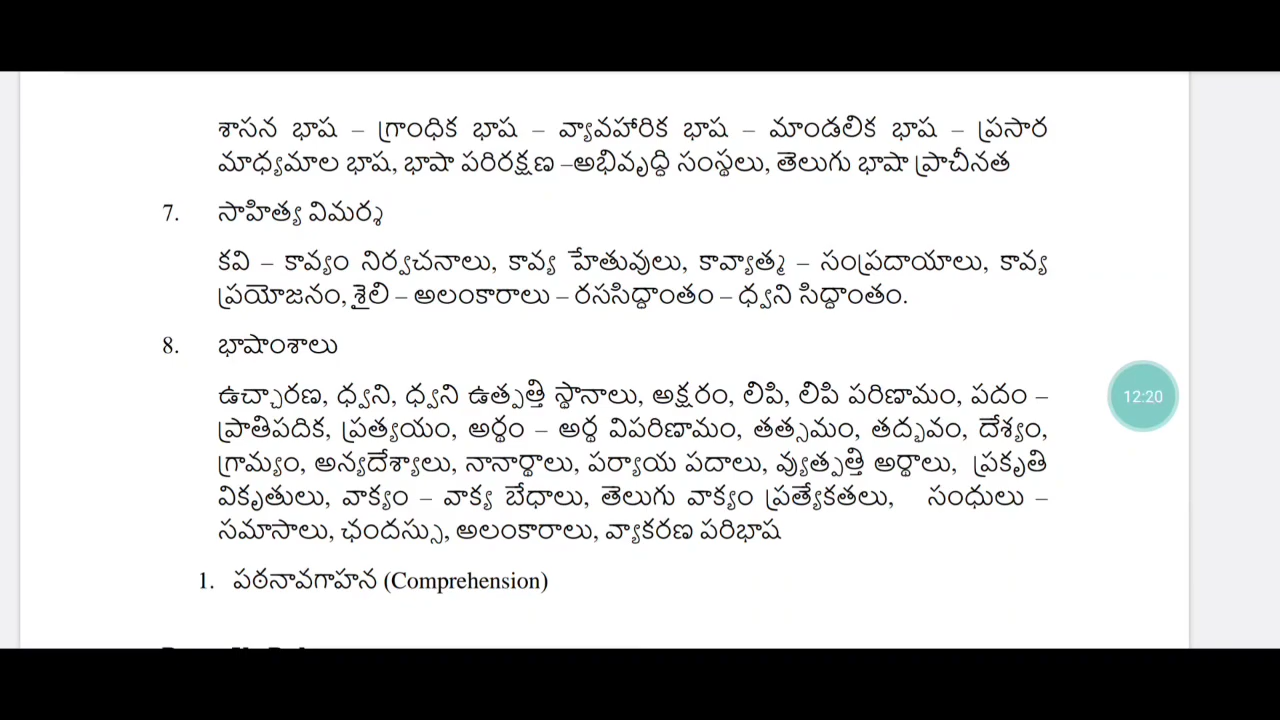 శాసన భాష – గ్రాంధిక భాష – వ్యావహారిక భాష – మాండలిక భాష – ప్రసార
మాధ్యమాల భాష, భాషా పరిరక్షణ –అభివృద్ధి సంస్థలు, తెలుగు భాషా ప్రాచీనత
7. సాహిత్య విమర్శ
కవి – కావ్యం నిర్వచనాలు, కావ్య హేతువులు, కావ్యాత్మ – సంప్రదాయాలు, కావ్య
ప్రయోజనం, శైలి – అలంకారాలు – రససిద్ధాంతం – ధ్వని సిద్ధాంతం.
8. భాషాంశాలు
ఉచ్చారణ, ధ్వని, ధ్వని ఉత్పత్తి స్థానాలు, అక్షరం, లిపి, లిపి పరిణామం, పదం –
12:20
ప్రాతిపదిక, ప్రత్యయం, అర్థం – అర్థ విపరిణామం, తత్సమం, తద్భవం, దేశ్యం,
గ్రామ్యం, అన్యదేశ్యాలు, నానార్థాలు, పర్యాయ పదాలు, వ్యుత్పత్తి అర్థాలు, ప్రకృతి
వికృతులు, వాక్యం – వాక్య బేధాలు, తెలుగు వాక్యం ప్రత్యేకతలు, సంధులు –
సమాసాలు, ఛందస్సు, అలంకారాలు, వ్యాకరణ పరిభాష
1. పఠనావగాహన (Comprehension)